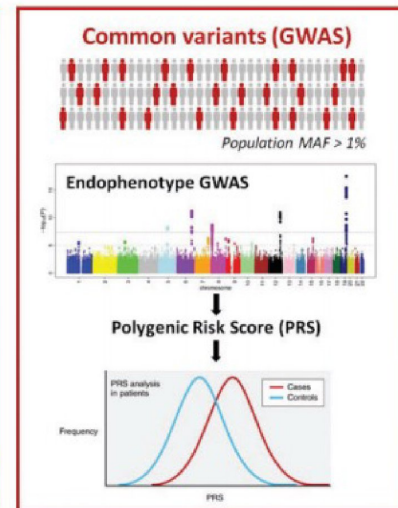 Common variants (GWAS)
Population MAF > 1%
Endophenotype GWAS
chromosome
Polygenic Risk Score (PRS)
PRS analysis
in patients
Cases
Controls
Frequency
PRS